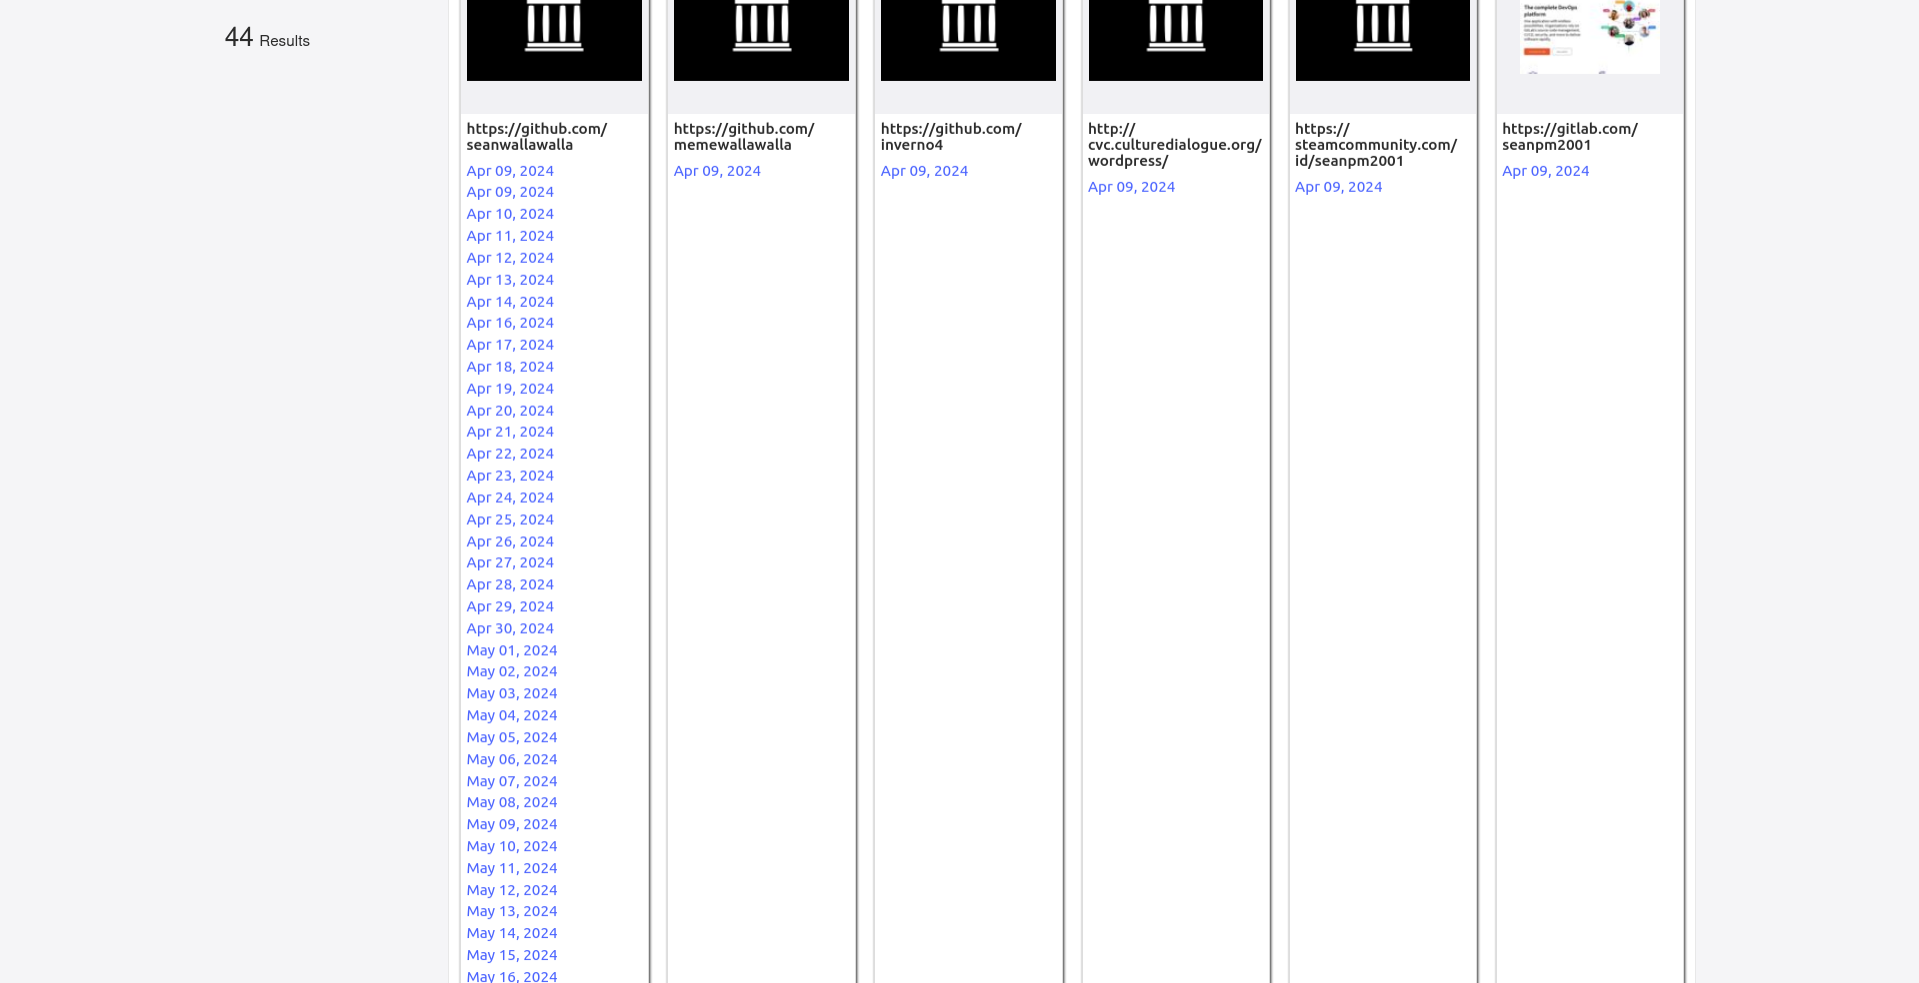 44 Results
The complete DevOps
platform
https://github.com/
seanwallawalla
Apr 09, 2024
Apr 09, 2024
Apr 10, 2024
Apr 11, 2024
Apr 12, 2024
Apr 13, 2024
Apr 14, 2024
Apr 16, 2024
Apr 17, 2024
Apr 18, 2024
Apr 19, 2024
Apr 20, 2024
Apr 21, 2024
Apr 22, 2024
Apr 23, 2024
Apr 24, 2024
Apr 25, 2024
Apr 26, 2024
Apr 27, 2024
Apr 28, 2024
Apr 29, 2024
Apr 30, 2024
May 01, 2024
May 02, 2024
May 03, 2024
May 04, 2024
May 05, 2024
May 06, 2024
May 07, 2024
May 08, 2024
May 09, 2024
May 10, 2024
May 11, 2024
May 12, 2024
May 13, 2024
May 14, 2024
May 15, 2024
May 16, 2024
https://github.com/
memewallawalla
Apr 09, 2024
https://github.com/
inverno4
Apr 09, 2024
http://
cvc.culturedialogue.org/
wordpress/
Apr 09, 2024
https://
steamcommunity.com/
id/seanpm2001
Apr 09, 2024
https://gitlab.com/
seanpm2001
Apr 09, 2024